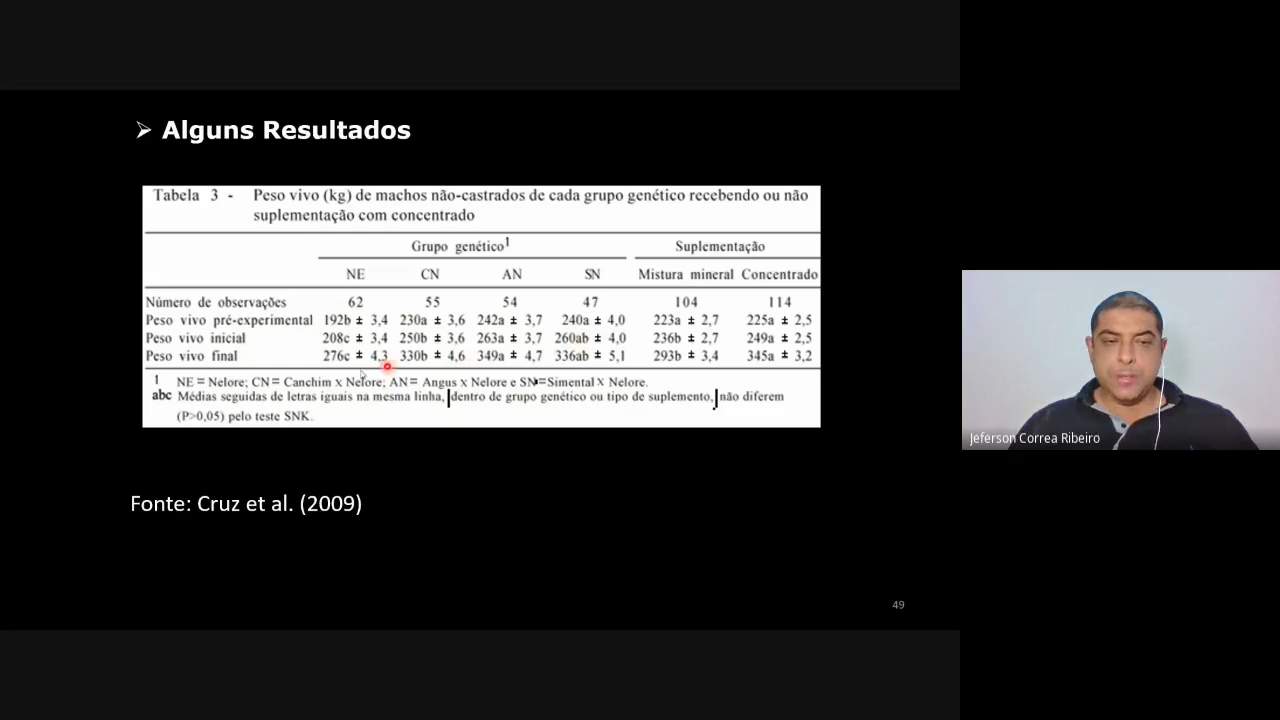 ➢ Alguns Resultados
Tabela 3 - Peso vivo (kg) de machos não-castrados de cada grupo genético recebendo ou não
suplementação com concentrado
Grupo genético¹ Suplementação
NE CN AN SN Mistura mineral Concentrado
Número de observações 62 55 54 47 104 114
Peso vivo pré-experimental 192b ± 3,4 230a ± 3,6 242a ± 3,7 240a ± 4,0 223a ± 2,7 225a ± 2,5
Peso vivo inicial 208c ± 3,4 250b ± 3,6 263a ± 3,7 260ab ± 4,0 236b ± 2,7 249a ± 2,5
Peso vivo final 276c ± 4,3 330b ± 4,6 349a ± 4,7 336ab ± 5,1 293b ± 3,4 345a ± 3,2
1 NE = Nelore; CN = Canchim x Nelore; AN = Angus x Nelore e SN=Simental x Nelore.
abc Médias seguidas de letras iguais na mesma linha, dentro de grupo genético ou tipo de suplemento, não diferem
(P>0,05) pelo teste SNK.
Fonte: Cruz et al. (2009)
49
Jeferson Correa Ribeiro